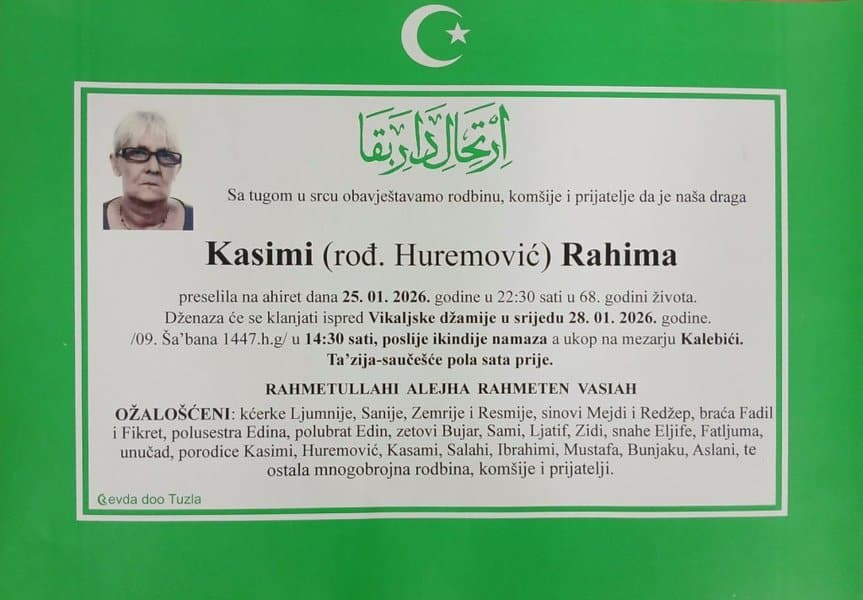 اِرْتِحَالِ دَارِ بَقَا
Sa tugom u srcu obavještavamo rodbinu, komšije i prijatelje da je naša draga
Kasimi (rođ. Huremović) Rahima
preselila na ahiret dana 25. 01. 2026. godine u 22:30 sati u 68. godini života.
Dženaza će se klanjati ispred Vikaljske džamije u srijedu 28. 01. 2026. godine.
/09. Ša’bana 1447.h.g/ u 14:30 sati, poslije ikindije namaza a ukop na mezarju Kalebići.
Ta’zija-saučešće pola sata prije.
RAHMETULLAHI ALEJHA RAHMETEN VASIAH
OŽALOŠĆENI: kćerke Ljumnije, Sanije, Zemrije i Resmije, sinovi Mejdi i Redžep, braća Fadil
i Fikret, polusestra Edina, polubrat Edin, zetovi Bujar, Sami, Ljatif, Zidi, snahe Eljife, Fatljuma,
unučad, porodice Kasimi, Huremović, Kasami, Salahi, Ibrahimi, Mustafa, Bunjaku, Aslani, te
ostala mnogobrojna rodbina, komšije i prijatelji.
Cevda doo Tuzla